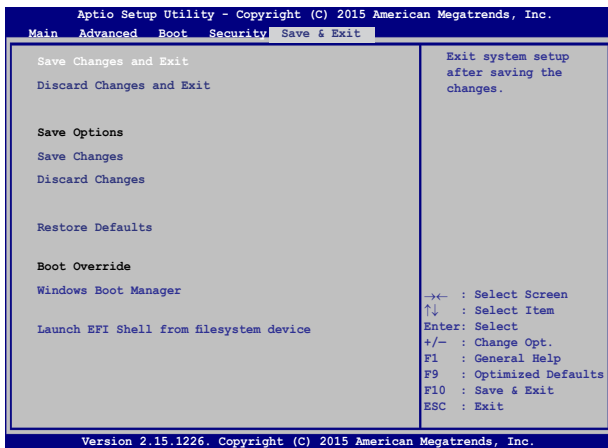 Aptio Setup Utility - Copyright (C) 2015 American Megatrends, Inc.
Main Advanced Boot Security Save & Exit
Save Changes and Exit
Discard Changes and Exit
Save Options
Save Changes
Discard Changes
Restore Defaults
Boot Override
Windows Boot Manager
Launch EFI Shell from filesystem device
Exit system setup
after saving the
changes.
→← : Select Screen
↑↓ : Select Item
Enter: Select
+/— : Change Opt.
F1 : General Help
F9 : Optimized Defaults
F10 : Save & Exit
ESC : Exit
Version 2.15.1226. Copyright (C) 2015 American Megatrends, Inc.